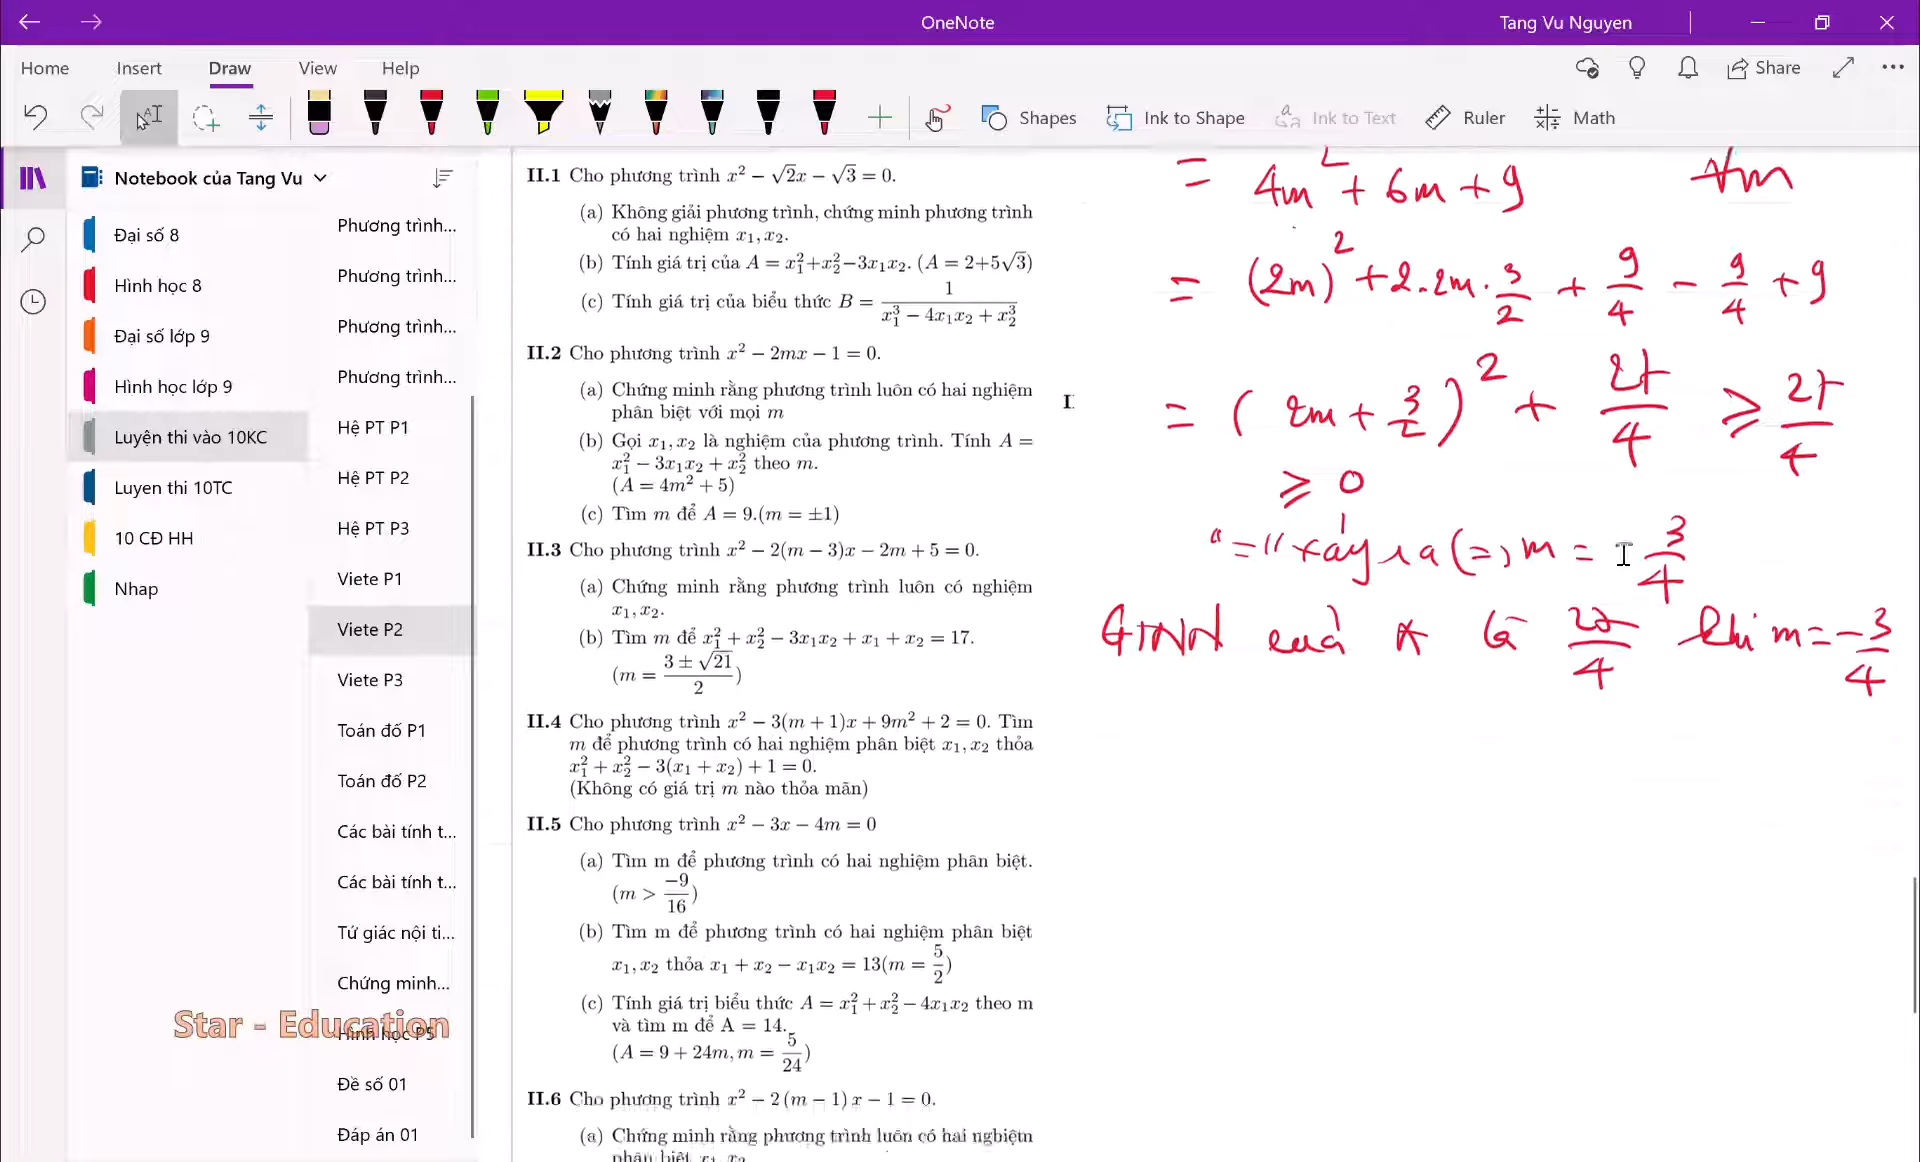 OneNote
Tang Vu Nguyen
Home Insert Draw View Help
Share
Shapes Ink to Shape Ink to Text Ruler Math
Notebook của Tang Vu
Đại số 8
Hình học 8
Đại số lớp 9
Hình học lớp 9
Luyện thi vào 10KC
Luyen thi 10TC
10 CĐ HH
Nhap
Phương trình...
Phương trình...
Phương trình...
Phương trình...
Hệ PT P1
Hệ PT P2
Hệ PT P3
Viete P1
Viete P2
Viete P3
Toán đố P1
Toán đố P2
Các bài tính t...
Các bài tính t...
Tứ giác nội ti...
Chứng minh...
Hình học P5
Đề số 01
Đáp án 01
Star - Education
II.1 Cho phương trình x² − √2x − √3 = 0.
(a) Không giải phương trình, chứng minh phương trình
có hai nghiệm x₁, x₂.
(b) Tính giá trị của A = x₁² + x₂² − 3x₁x₂. (A = 2+5√3)
(c) Tính giá trị của biểu thức B = 1/(x₁³ − 4x₁x₂ + x₂³)
II.2 Cho phương trình x² − 2mx − 1 = 0.
(a) Chứng minh rằng phương trình luôn có hai nghiệm
phân biệt với mọi m
(b) Gọi x₁, x₂ là nghiệm của phương trình. Tính A =
x₁² − 3x₁x₂ + x₂² theo m.
(A = 4m² + 5)
(c) Tìm m để A = 9.(m = ±1)
II.3 Cho phương trình x² − 2(m − 3)x − 2m + 5 = 0.
(a) Chứng minh rằng phương trình luôn có nghiệm
x₁, x₂.
(b) Tìm m để x₁² + x₂² − 3x₁x₂ + x₁ + x₂ = 17.
(m = (3 ± √21)/2)
II.4 Cho phương trình x² − 3(m + 1)x + 9m² + 2 = 0. Tìm
m để phương trình có hai nghiệm phân biệt x₁, x₂ thỏa
x₁² + x₂² − 3(x₁ + x₂) + 1 = 0.
(Không có giá trị m nào thỏa mãn)
II.5 Cho phương trình x² − 3x − 4m = 0
(a) Tìm m để phương trình có hai nghiệm phân biệt.
(m > −9/16)
(b) Tìm m để phương trình có hai nghiệm phân biệt
x₁, x₂ thỏa x₁ + x₂ − x₁x₂ = 13(m = 5/2)
(c) Tính giá trị biểu thức A = x₁² + x₂² − 4x₁x₂ theo m
và tìm m để A = 14.
(A = 9 + 24m, m = 5/24)
II.6 Cho phương trình x² − 2 (m − 1) x − 1 = 0.
(a) Chứng minh rằng phương trình luôn có hai nghiệm
phân biệt x₁, x₂
I
= 4m² + 6m + 9 ∀m
= (2m)² + 2.2m.3/2 + 9/4 − 9/4 + 9
= (2m + 3/2)² + 27/4 ≥ 27/4
≥ 0
"=" xảy ra (=) m = - 3/4
GTNN của A là 27/4 khi m = −3/4